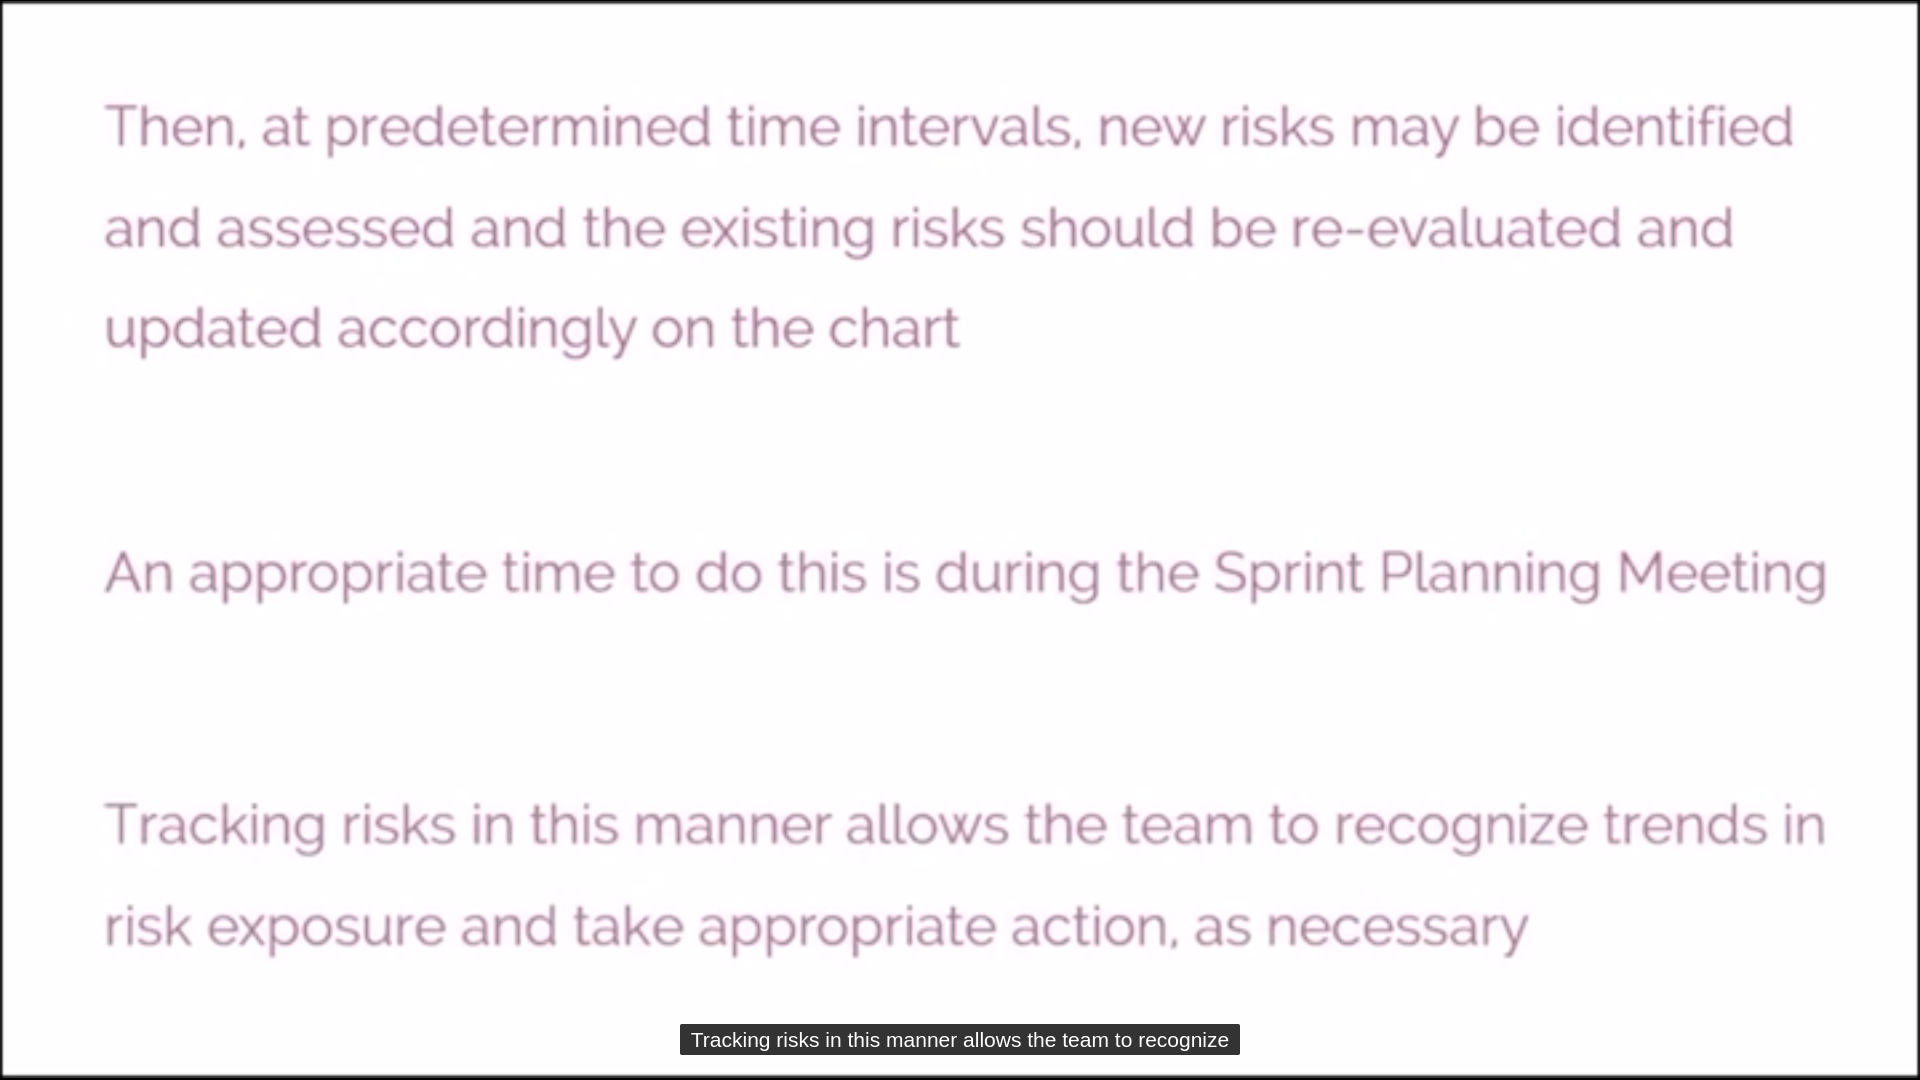 Then, at predetermined time intervals, new risks may be identified
and assessed and the existing risks should be re-evaluated and
updated accordingly on the chart
An appropriate time to do this is during the Sprint Planning Meeting
Tracking risks in this manner allows the team to recognize trends in
risk exposure and take appropriate action, as necessary
Tracking risks in this manner allows the team to recognize